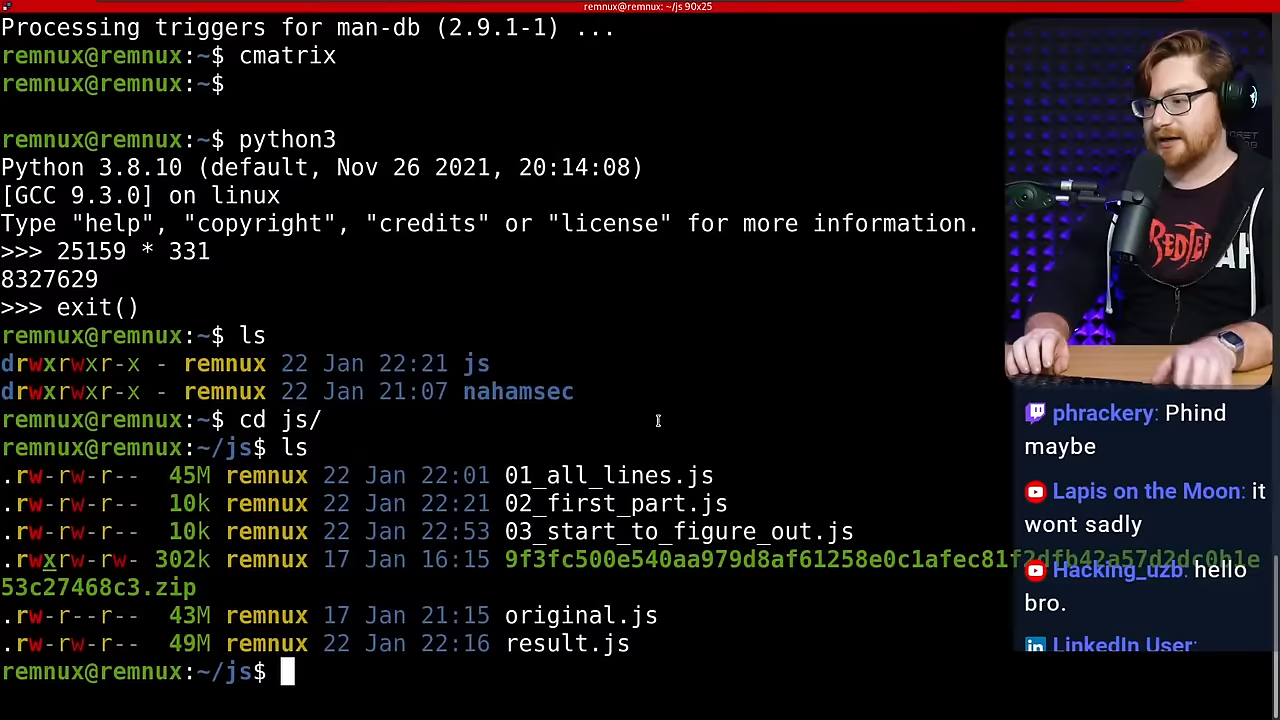 remnux@remnux: ~/js 90x25
Processing triggers for man-db (2.9.1-1) ...
remnux@remnux:~$ cmatrix
remnux@remnux:~$
remnux@remnux:~$ python3
Python 3.8.10 (default, Nov 26 2021, 20:14:08)
[GCC 9.3.0] on linux
Type "help", "copyright", "credits" or "license" for more information.
>>> 25159 * 331
8327629
>>> exit()
remnux@remnux:~$ ls
drwxrwxr-x - remnux 22 Jan 22:21 js
drwxrwxr-x - remnux 22 Jan 21:07 nahamsec
remnux@remnux:~$ cd js/
remnux@remnux:~/js$ ls
.rw-rw-r-- 45M remnux 22 Jan 22:01 01_all_lines.js
.rw-rw-r-- 10k remnux 22 Jan 22:21 02_first_part.js
.rw-rw-r-- 10k remnux 22 Jan 22:53 03_start_to_figure_out.js
.rwxrw-rw- 302k remnux 17 Jan 16:15 9f3fc500e540aa979d8af61258e0c1afec81f2dfb42a57d2dc0b1e
53c27468c3.zip
.rw-r--r-- 43M remnux 17 Jan 21:15 original.js
.rw-rw-r-- 49M remnux 22 Jan 22:16 result.js
remnux@remnux:~/js$
phrackery: Phind
maybe
Lapis on the Moon: it
wont sadly
Hacking_uzb: hello
bro.
LinkedIn User: